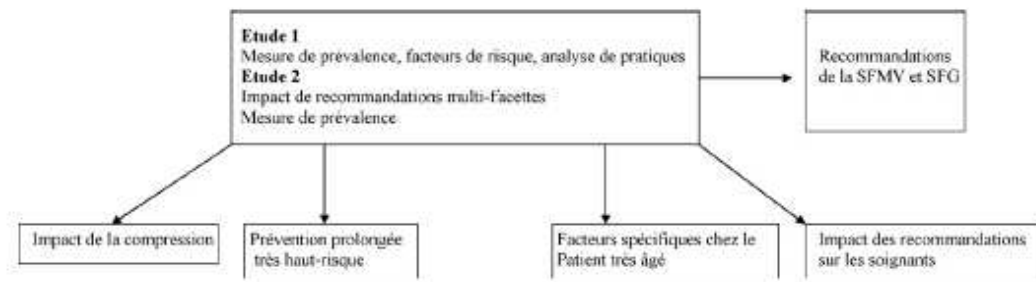 Etude 1
Mesure de prévalence, facteurs de risque, analyse de pratiques
Etude 2
Impact de recommandations multi-facettes
Mesure de prévalence
Recommandations
de la SFMV et SFG
Impact de la compression
Prévention prolongée
très haut-risque
Facteurs spécifiques chez le
Patient très âgé
Impact des recommandations
sur les soignants